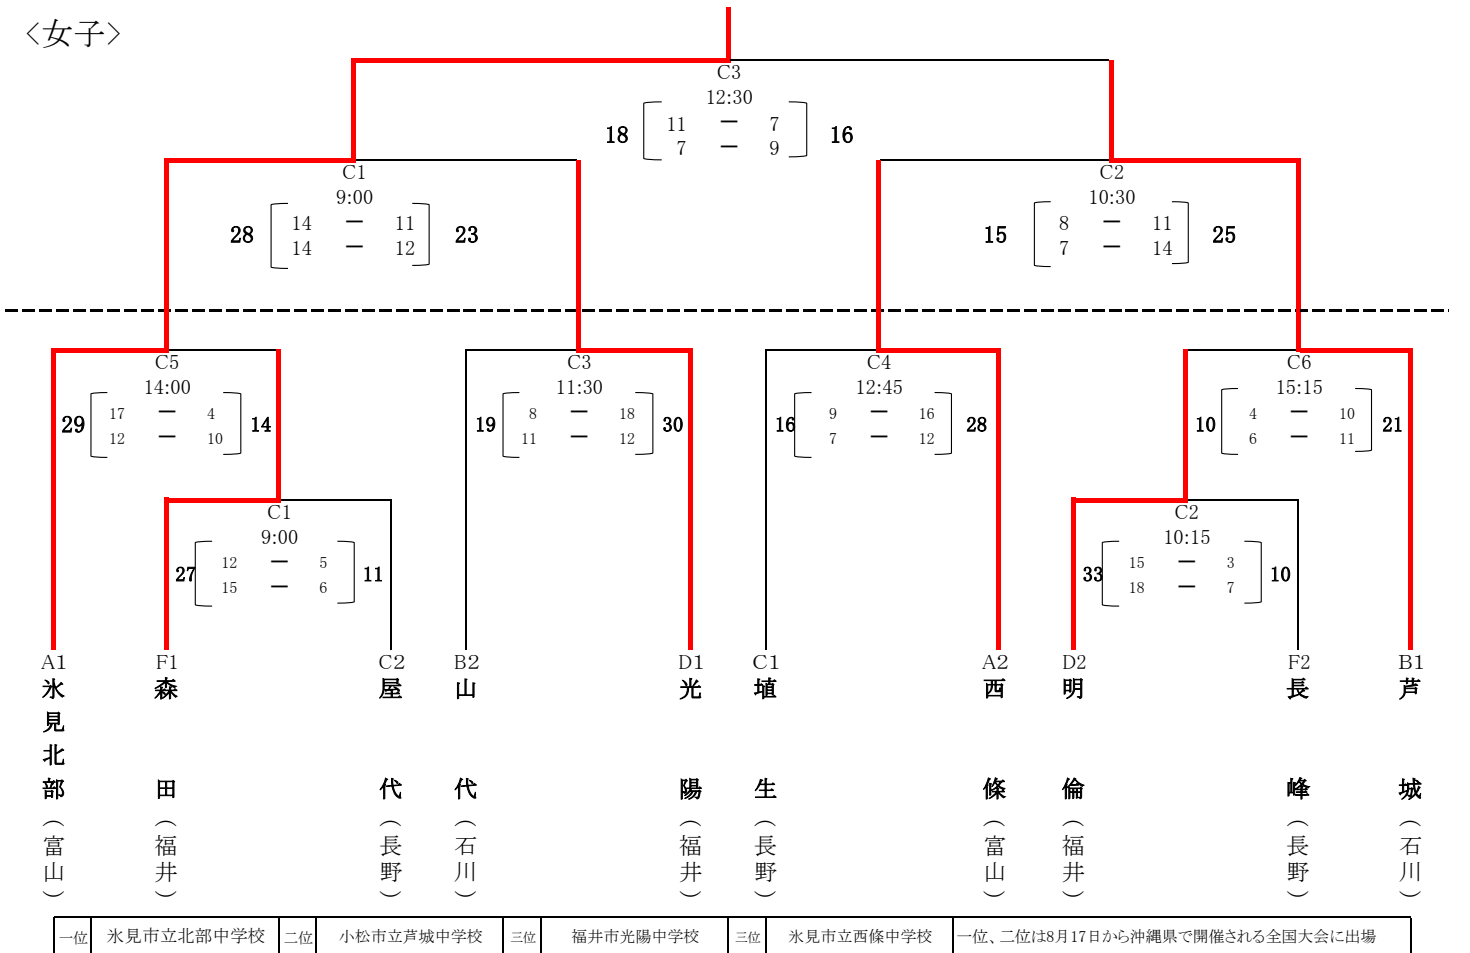 〈女子〉
C3
12:30
18 11 ー 7 16
7 ー 9
C1
9:00
28 14 ー 11 23
14 ー 12
C2
10:30
15 8 ー 11 25
7 ー 14
C5
14:00
29 17 ー 4 14
12 ー 10
C3
11:30
19 8 ー 18 30
11 ー 12
C4
12:45
16 9 ー 16 28
7 ー 12
C6
15:15
10 4 ー 10 21
6 ー 11
C1
9:00
27 12 ー 5 11
15 ー 6
C2
10:15
33 15 ー 3 10
18 ー 7
A1
氷見北部(富山)
F1
森田(福井)
C2
屋代(長野)
B2
山代(石川)
D1
光陽(福井)
C1
埴生(長野)
A2
西條(富山)
D2
明倫(福井)
F2
長峰(長野)
B1
芦城(石川)
一位 氷見市立北部中学校 二位 小松市立芦城中学校 三位 福井市光陽中学校 三位 氷見市立西條中学校 一位、二位は8月17日から沖縄県で開催される全国大会に出場